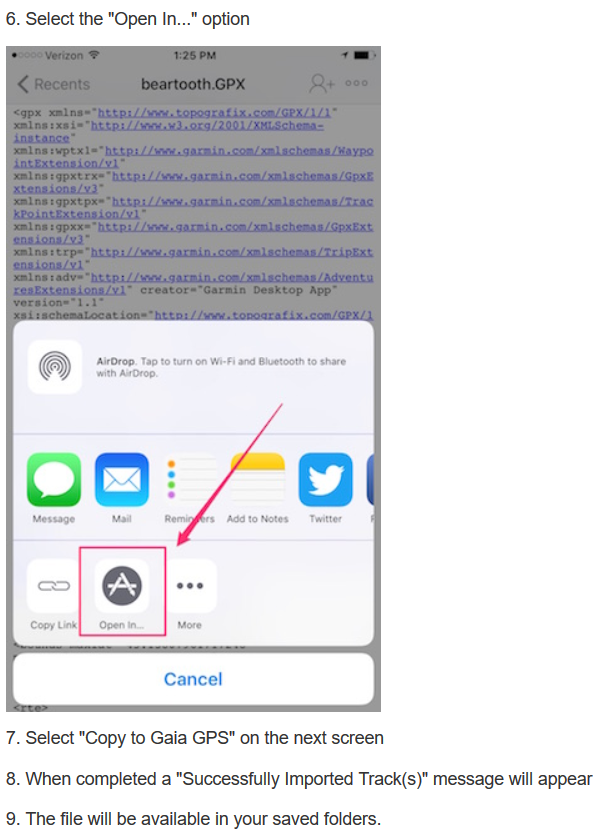 6. Select the "Open In..." option
Verizon 1:25 PM
Recents beartooth.GPX
<gpx xmlns="http://www.topografix.com/GPX/1/1"
xmlns:xsi="http://www.w3.org/2001/XMLSchema-
instance"
xmlns:wptx1="http://www.garmin.com/xmlschemas/Waypo
intExtension/v1"
xmlns:gpxtrx="http://www.garmin.com/xmlschemas/GpxE
xtensions/v3"
xmlns:gpxtpx="http://www.garmin.com/xmlschemas/Trac
kPointExtension/v1"
xmlns:gpxx="http://www.garmin.com/xmlschemas/GpxExt
ensions/v3"
xmlns:trp="http://www.garmin.com/xmlschemas/TripExt
ensions/v1"
xmlns:adv="http://www.garmin.com/xmlschemas/Adventu
resExtensions/v1" creator="Garmin Desktop App"
version="1.1"
xsi:schemaLocation="http://www.topografix.com/GPX/1
AirDrop. Tap to turn on Wi-Fi and Bluetooth to share
with AirDrop.
Message Mail Reminders Add to Notes Twitter
Copy Link Open In... More
Cancel
<rte>
7. Select "Copy to Gaia GPS" on the next screen
8. When completed a "Successfully Imported Track(s)" message will appear
9. The file will be available in your saved folders.